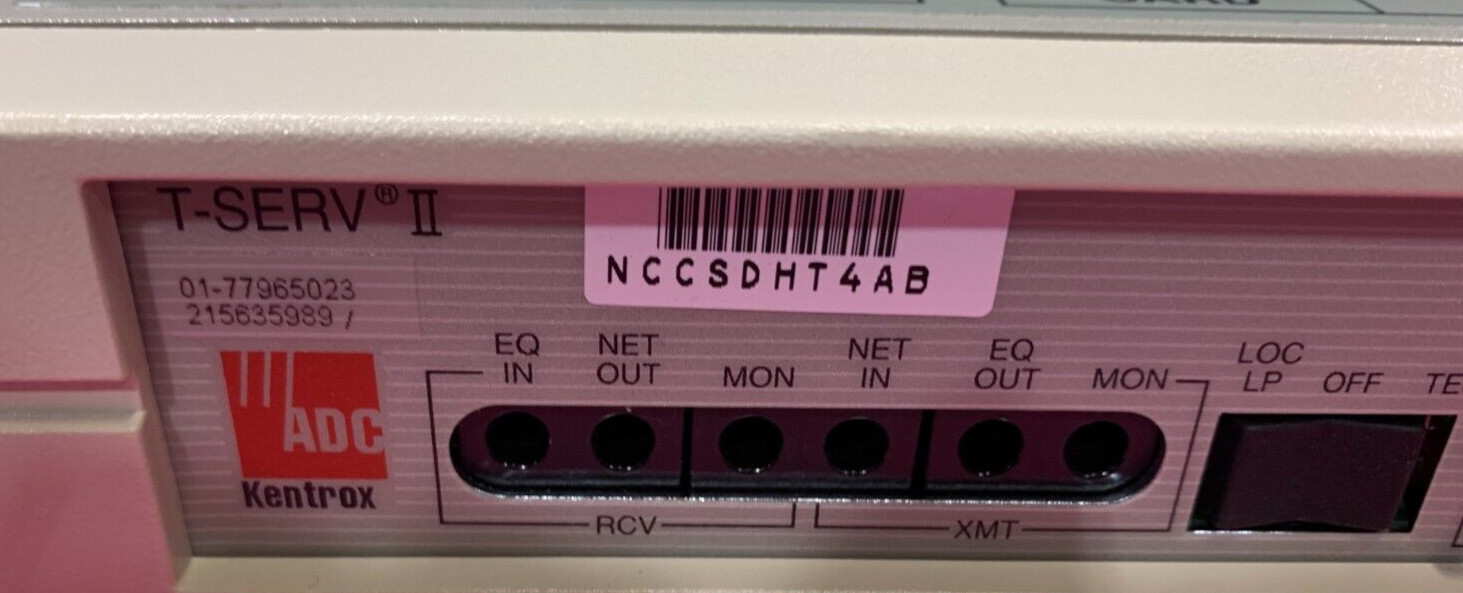 T-SERV® II
NCCSDHT4AB
01-77965023
215635989 /
ADC
Kentrox
EQ IN
NET OUT
MON
NET IN
EQ OUT
MON
LOC LP
OFF
RCV
XMT